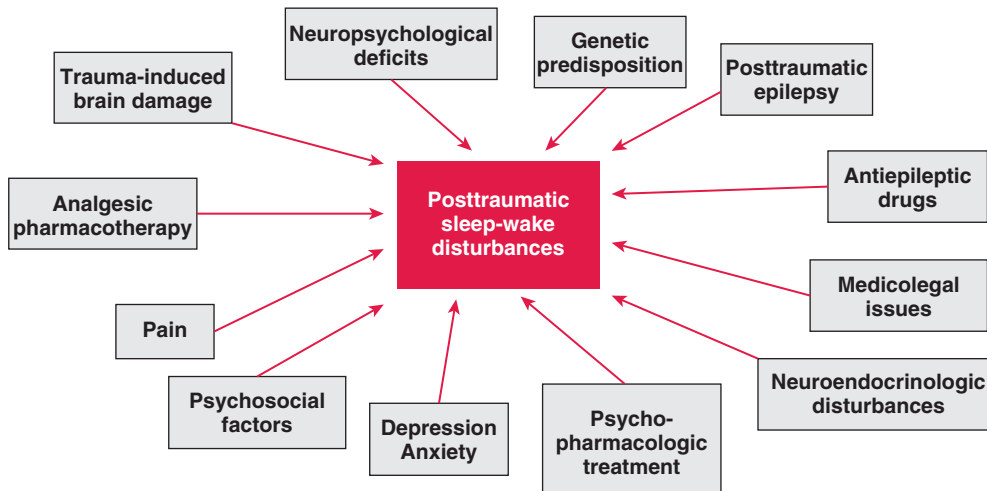 Neuropsychological
deficits
Genetic
predisposition
Trauma-induced
brain damage
Posttraumatic
epilepsy
Posttraumatic
sleep-wake
disturbances
Antiepileptic
drugs
Analgesic
pharmacotherapy
Medicolegal
issues
Pain
Neuroendocrinologic
disturbances
Psychosocial
factors
Depression
Anxiety
Psycho-
pharmacologic
treatment